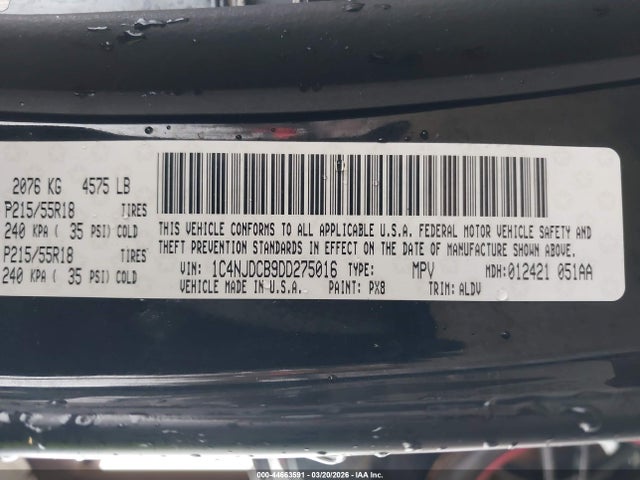 2076 KG 4575 LB
P215/55R18 TIRES
240 KPA ( 35 PSI) COLD
P215/55R18 TIRES
240 KPA ( 35 PSI) COLD
THIS VEHICLE CONFORMS TO ALL APPLICABLE U.S.A. FEDERAL MOTOR VEHICLE SAFETY AND
THEFT PREVENTION STANDARDS IN EFFECT ON THE DATE OF MANUFACTURE SHOWN ABOVE.
VIN: 1C4NJDCB9DD275016 TYPE: MPV MDH: 012421 051AA
VEHICLE MADE IN U.S.A. PAINT: PX8 TRIM: ALDV
000-44663591 - 03/20/2026 - IAAI Inc.